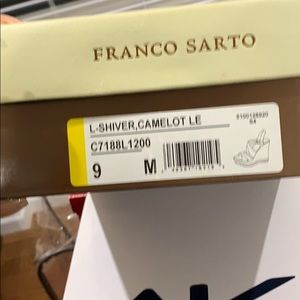 FRANCO SARTO
L-SHIVER,CAMELOT LE
C7188L1200
9 M